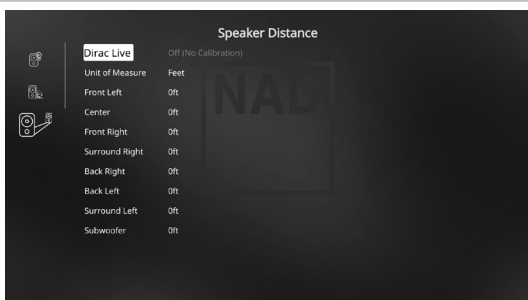 Speaker Distance
Dirac Live Off (No Calibration)
Unit of Measure Feet
Front Left 0ft
Center 0ft
Front Right 0ft
Surround Right 0ft
Back Right 0ft
Back Left 0ft
Surround Left 0ft
Subwoofer 0ft
NAD